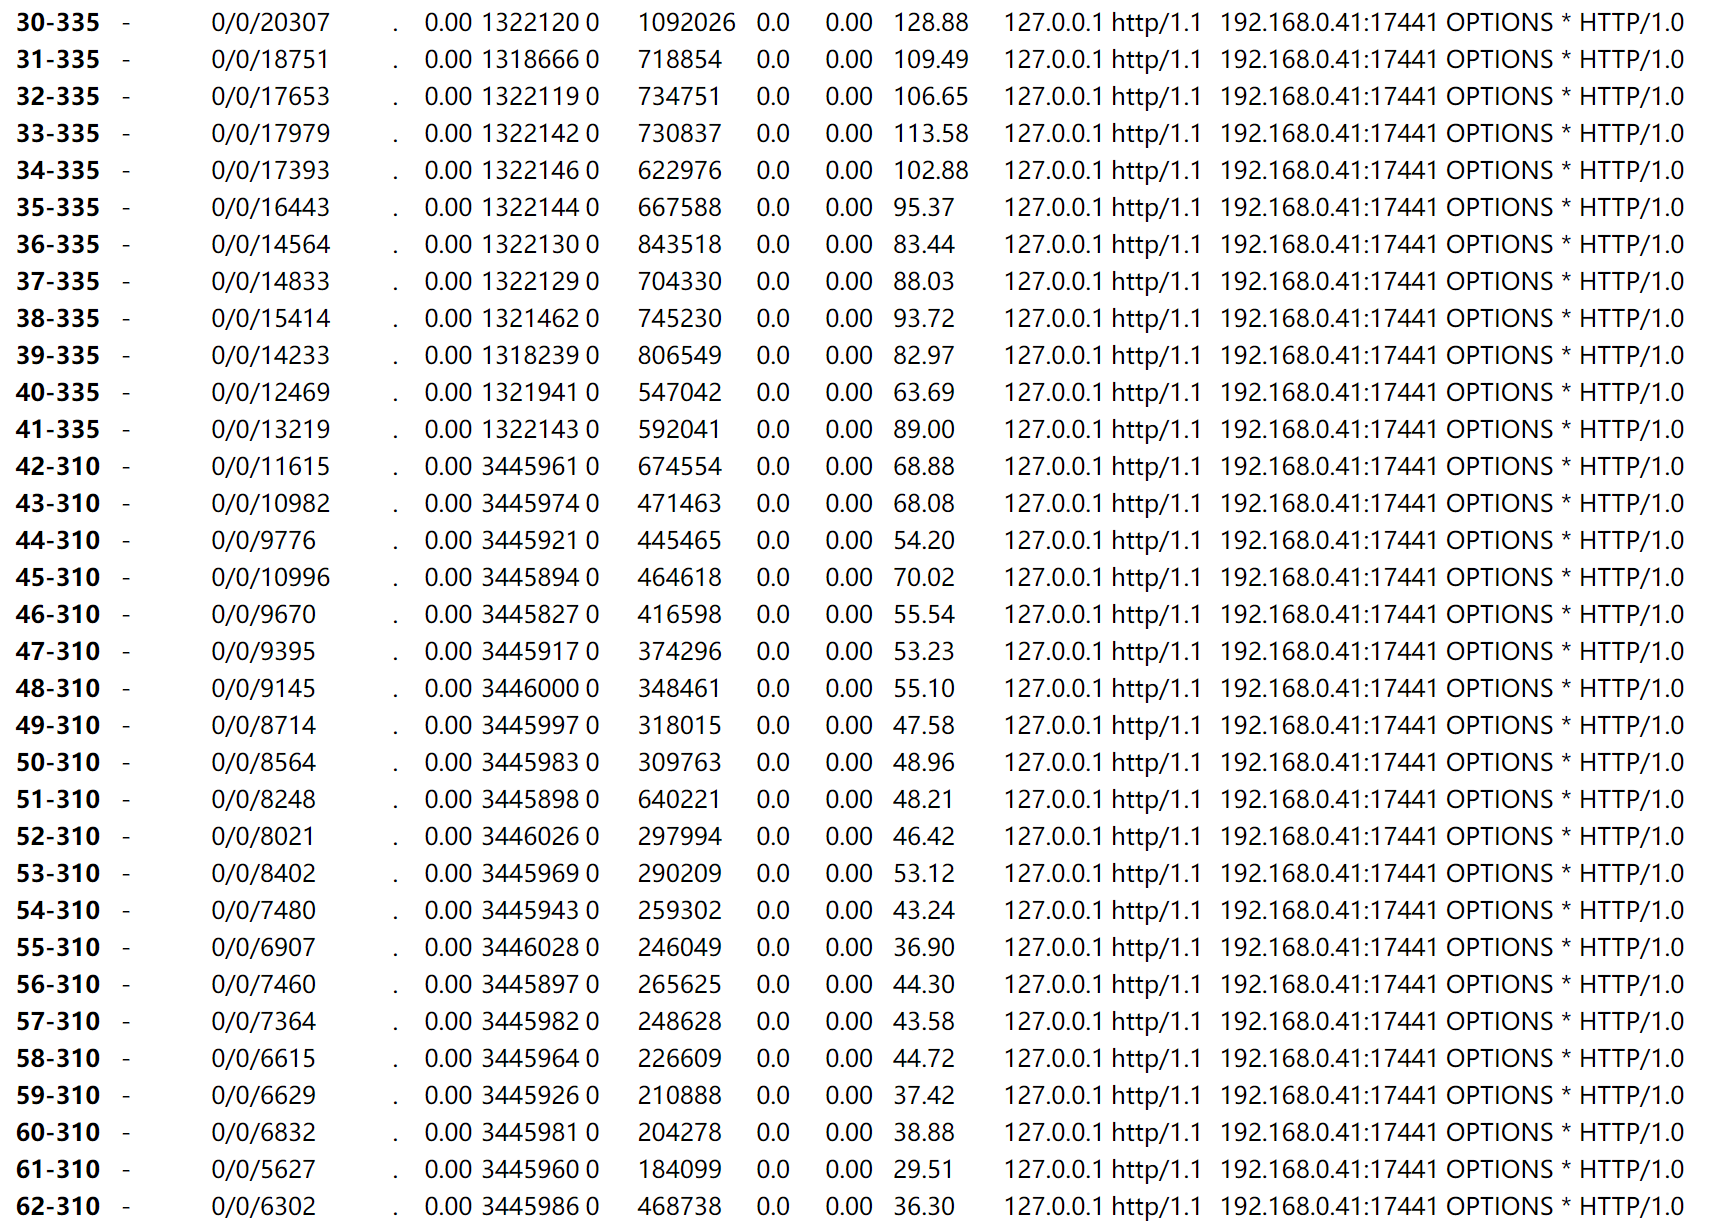 30-335 - 0/0/20307 . 0.00 1322120 0 1092026 0.0 0.00 128.88 127.0.0.1 http/1.1 192.168.0.41:17441 OPTIONS * HTTP/1.0
31-335 - 0/0/18751 . 0.00 1318666 0 718854 0.0 0.00 109.49 127.0.0.1 http/1.1 192.168.0.41:17441 OPTIONS * HTTP/1.0
32-335 - 0/0/17653 . 0.00 1322119 0 734751 0.0 0.00 106.65 127.0.0.1 http/1.1 192.168.0.41:17441 OPTIONS * HTTP/1.0
33-335 - 0/0/17979 . 0.00 1322142 0 730837 0.0 0.00 113.58 127.0.0.1 http/1.1 192.168.0.41:17441 OPTIONS * HTTP/1.0
34-335 - 0/0/17393 . 0.00 1322146 0 622976 0.0 0.00 102.88 127.0.0.1 http/1.1 192.168.0.41:17441 OPTIONS * HTTP/1.0
35-335 - 0/0/16443 . 0.00 1322144 0 667588 0.0 0.00 95.37 127.0.0.1 http/1.1 192.168.0.41:17441 OPTIONS * HTTP/1.0
36-335 - 0/0/14564 . 0.00 1322130 0 843518 0.0 0.00 83.44 127.0.0.1 http/1.1 192.168.0.41:17441 OPTIONS * HTTP/1.0
37-335 - 0/0/14833 . 0.00 1322129 0 704330 0.0 0.00 88.03 127.0.0.1 http/1.1 192.168.0.41:17441 OPTIONS * HTTP/1.0
38-335 - 0/0/15414 . 0.00 1321462 0 745230 0.0 0.00 93.72 127.0.0.1 http/1.1 192.168.0.41:17441 OPTIONS * HTTP/1.0
39-335 - 0/0/14233 . 0.00 1318239 0 806549 0.0 0.00 82.97 127.0.0.1 http/1.1 192.168.0.41:17441 OPTIONS * HTTP/1.0
40-335 - 0/0/12469 . 0.00 1321941 0 547042 0.0 0.00 63.69 127.0.0.1 http/1.1 192.168.0.41:17441 OPTIONS * HTTP/1.0
41-335 - 0/0/13219 . 0.00 1322143 0 592041 0.0 0.00 89.00 127.0.0.1 http/1.1 192.168.0.41:17441 OPTIONS * HTTP/1.0
42-310 - 0/0/11615 . 0.00 3445961 0 674554 0.0 0.00 68.88 127.0.0.1 http/1.1 192.168.0.41:17441 OPTIONS * HTTP/1.0
43-310 - 0/0/10982 . 0.00 3445974 0 471463 0.0 0.00 68.08 127.0.0.1 http/1.1 192.168.0.41:17441 OPTIONS * HTTP/1.0
44-310 - 0/0/9776 . 0.00 3445921 0 445465 0.0 0.00 54.20 127.0.0.1 http/1.1 192.168.0.41:17441 OPTIONS * HTTP/1.0
45-310 - 0/0/10996 . 0.00 3445894 0 464618 0.0 0.00 70.02 127.0.0.1 http/1.1 192.168.0.41:17441 OPTIONS * HTTP/1.0
46-310 - 0/0/9670 . 0.00 3445827 0 416598 0.0 0.00 55.54 127.0.0.1 http/1.1 192.168.0.41:17441 OPTIONS * HTTP/1.0
47-310 - 0/0/9395 . 0.00 3445917 0 374296 0.0 0.00 53.23 127.0.0.1 http/1.1 192.168.0.41:17441 OPTIONS * HTTP/1.0
48-310 - 0/0/9145 . 0.00 3446000 0 348461 0.0 0.00 55.10 127.0.0.1 http/1.1 192.168.0.41:17441 OPTIONS * HTTP/1.0
49-310 - 0/0/8714 . 0.00 3445997 0 318015 0.0 0.00 47.58 127.0.0.1 http/1.1 192.168.0.41:17441 OPTIONS * HTTP/1.0
50-310 - 0/0/8564 . 0.00 3445983 0 309763 0.0 0.00 48.96 127.0.0.1 http/1.1 192.168.0.41:17441 OPTIONS * HTTP/1.0
51-310 - 0/0/8248 . 0.00 3445898 0 640221 0.0 0.00 48.21 127.0.0.1 http/1.1 192.168.0.41:17441 OPTIONS * HTTP/1.0
52-310 - 0/0/8021 . 0.00 3446026 0 297994 0.0 0.00 46.42 127.0.0.1 http/1.1 192.168.0.41:17441 OPTIONS * HTTP/1.0
53-310 - 0/0/8402 . 0.00 3445969 0 290209 0.0 0.00 53.12 127.0.0.1 http/1.1 192.168.0.41:17441 OPTIONS * HTTP/1.0
54-310 - 0/0/7480 . 0.00 3445943 0 259302 0.0 0.00 43.24 127.0.0.1 http/1.1 192.168.0.41:17441 OPTIONS * HTTP/1.0
55-310 - 0/0/6907 . 0.00 3446028 0 246049 0.0 0.00 36.90 127.0.0.1 http/1.1 192.168.0.41:17441 OPTIONS * HTTP/1.0
56-310 - 0/0/7460 . 0.00 3445897 0 265625 0.0 0.00 44.30 127.0.0.1 http/1.1 192.168.0.41:17441 OPTIONS * HTTP/1.0
57-310 - 0/0/7364 . 0.00 3445982 0 248628 0.0 0.00 43.58 127.0.0.1 http/1.1 192.168.0.41:17441 OPTIONS * HTTP/1.0
58-310 - 0/0/6615 . 0.00 3445964 0 226609 0.0 0.00 44.72 127.0.0.1 http/1.1 192.168.0.41:17441 OPTIONS * HTTP/1.0
59-310 - 0/0/6629 . 0.00 3445926 0 210888 0.0 0.00 37.42 127.0.0.1 http/1.1 192.168.0.41:17441 OPTIONS * HTTP/1.0
60-310 - 0/0/6832 . 0.00 3445981 0 204278 0.0 0.00 38.88 127.0.0.1 http/1.1 192.168.0.41:17441 OPTIONS * HTTP/1.0
61-310 - 0/0/5627 . 0.00 3445960 0 184099 0.0 0.00 29.51 127.0.0.1 http/1.1 192.168.0.41:17441 OPTIONS * HTTP/1.0
62-310 - 0/0/6302 . 0.00 3445986 0 468738 0.0 0.00 36.30 127.0.0.1 http/1.1 192.168.0.41:17441 OPTIONS * HTTP/1.0